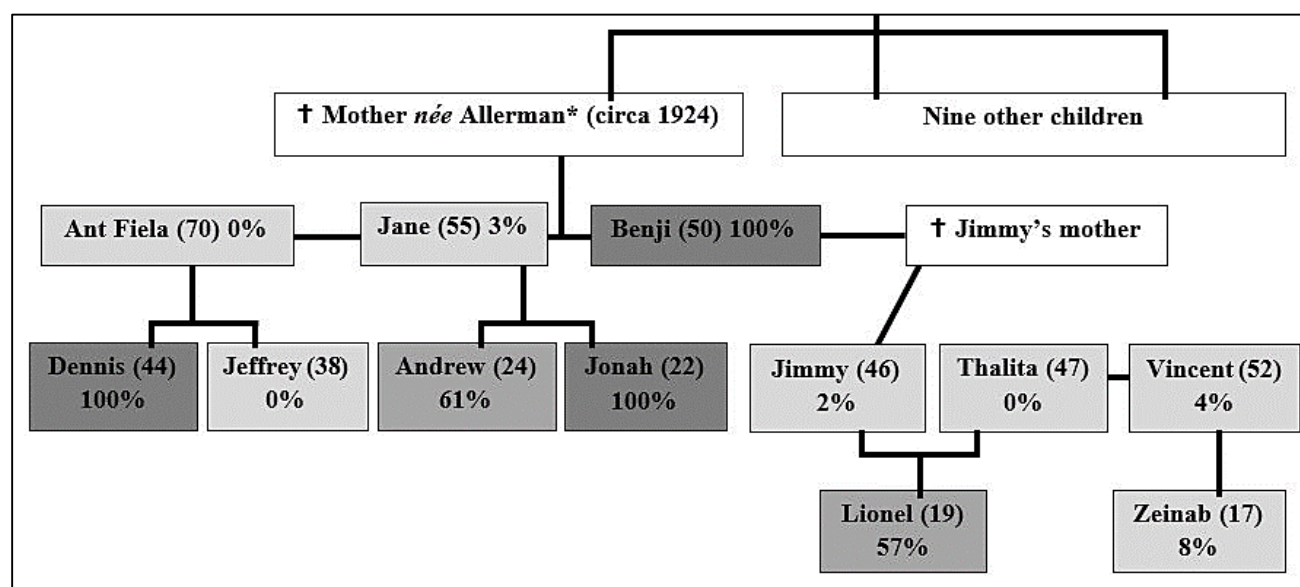 ✝ Mother née Allerman* (circa 1924)
Nine other children
Ant Fiela (70) 0%
Jane (55) 3%
Benji (50) 100%
✝ Jimmy’s mother
Dennis (44)
100%
Jeffrey (38)
0%
Andrew (24)
61%
Jonah (22)
100%
Jimmy (46)
2%
Thalita (47)
0%
Vincent (52)
4%
Lionel (19)
57%
Zeinab (17)
8%